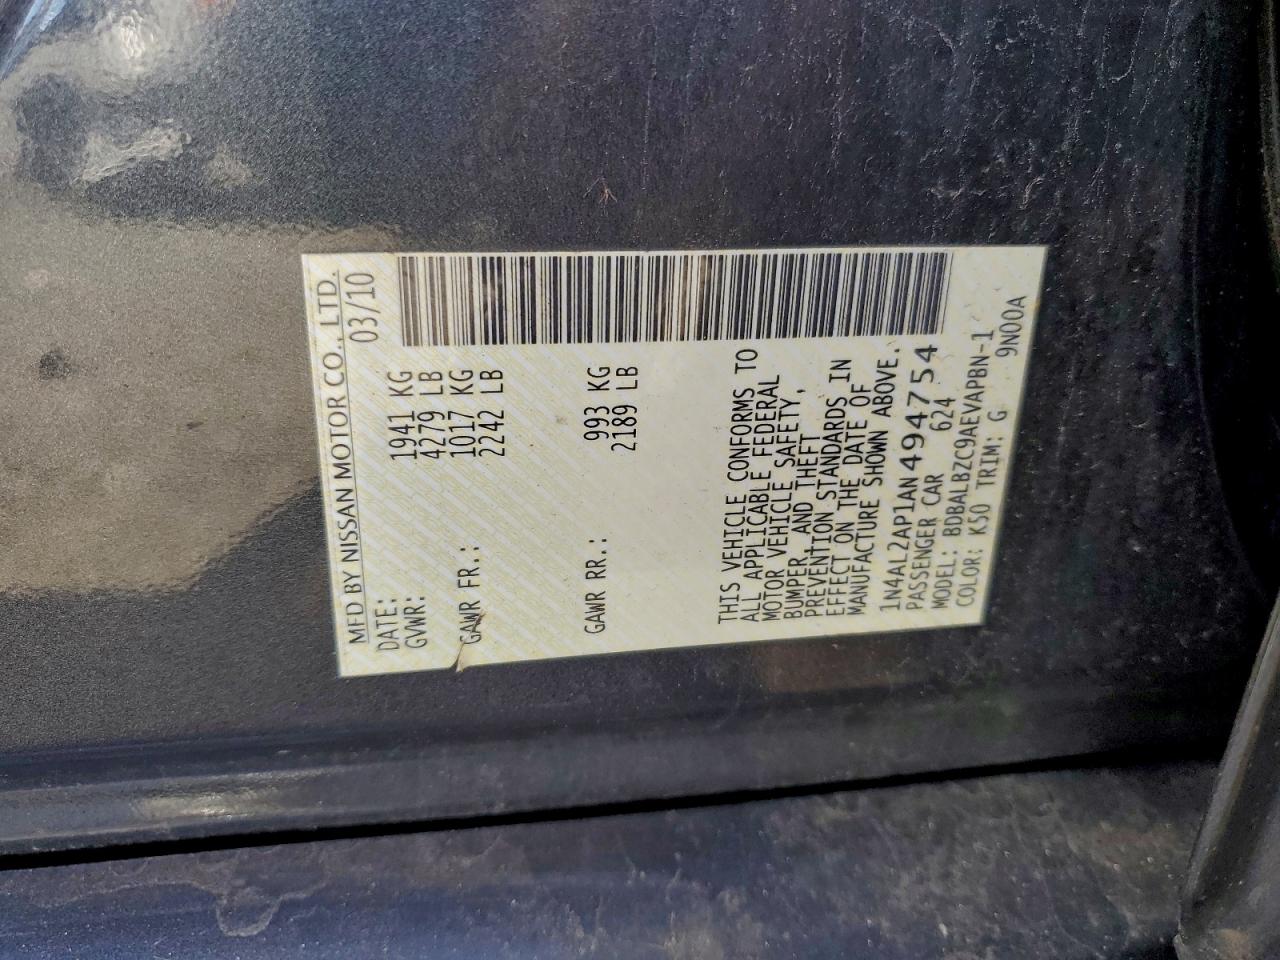 MFD BY NISSAN MOTOR CO., LTD.
DATE: 03/10
GVWR: 1941 KG
4279 LB
GAWR FR.: 1017 KG
2242 LB
GAWR RR.: 993 KG
2189 LB
THIS VEHICLE CONFORMS TO
ALL APPLICABLE FEDERAL
MOTOR VEHICLE SAFETY,
BUMPER, AND THEFT
PREVENTION STANDARDS IN
EFFECT ON THE DATE OF
MANUFACTURE SHOWN ABOVE.
1N4AL2AP1AN494754
PASSENGER CAR 624
MODEL: BDBALBZC9AEVAPBN-1
COLOR: K50 TRIM: G 9N00A